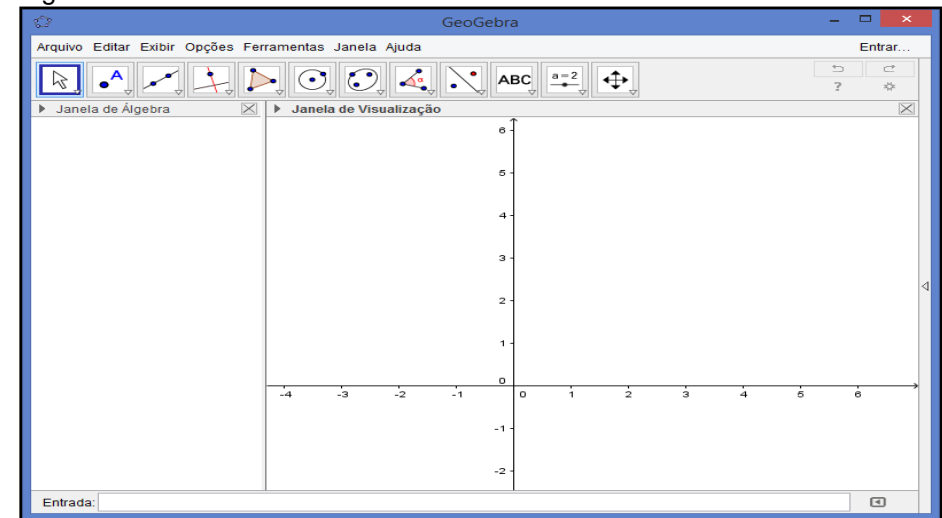 GeoGebra
Arquivo Editar Exibir Opções Ferramentas Janela Ajuda Entrar...
A α ABC a=2 ?
Janela de Álgebra Janela de Visualização
6
5
4
3
2
1
0
-4 -3 -2 -1 0 1 2 3 4 5 6
-1
-2
Entrada: